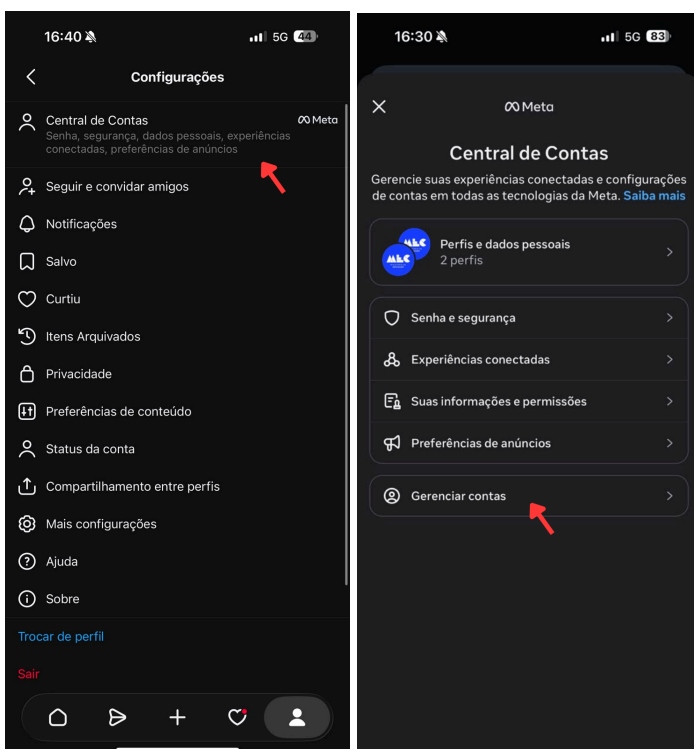 16:40
5G 44
Configurações
Central de Contas
Meta
Senha, segurança, dados pessoais, experiências
conectadas, preferências de anúncios
Seguir e convidar amigos
Notificações
Salvo
Curtiu
Itens Arquivados
Privacidade
Preferências de conteúdo
Status da conta
Compartilhamento entre perfis
Mais configurações
Ajuda
Sobre
Trocar de perfil
Sair
16:30
5G 83
Meta
Central de Contas
Gerencie suas experiências conectadas e configurações
de contas em todas as tecnologias da Meta. Saiba mais
Perfis e dados pessoais
2 perfis
Senha e segurança
Experiências conectadas
Suas informações e permissões
Preferências de anúncios
Gerenciar contas